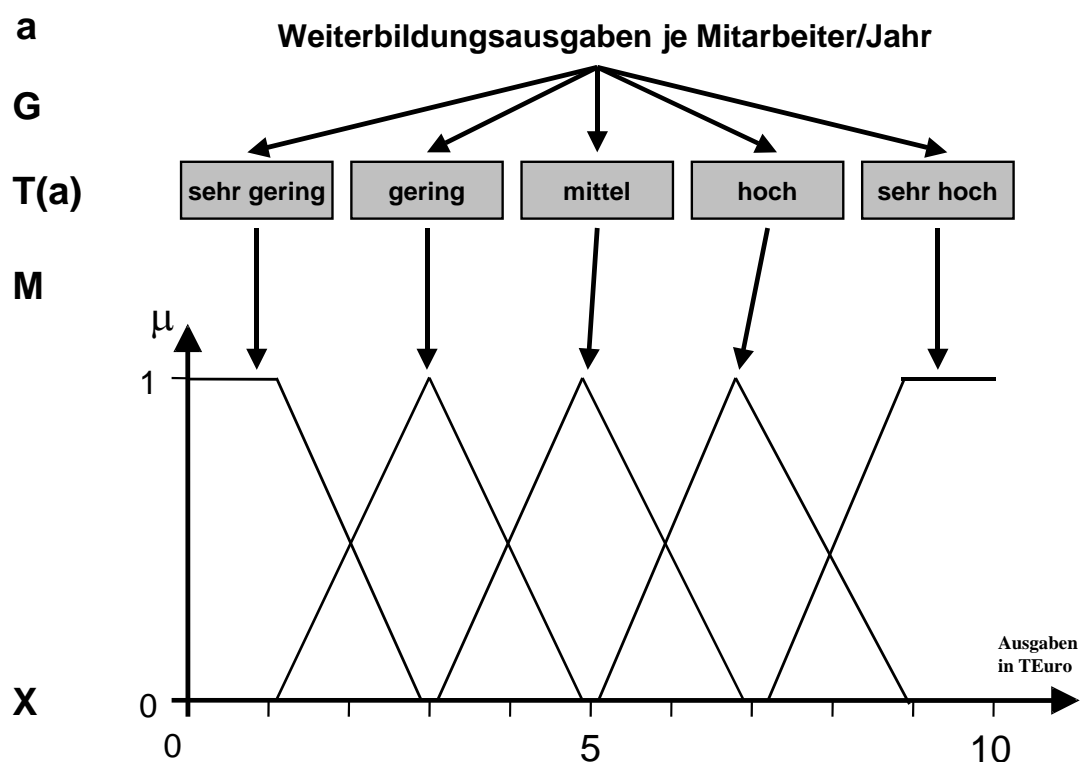 a
Weiterbildungsausgaben je Mitarbeiter/Jahr
G
T(a)
sehr gering
gering
mittel
hoch
sehr hoch
M
μ
1
Ausgaben
in TEuro
X
0
0
5
10